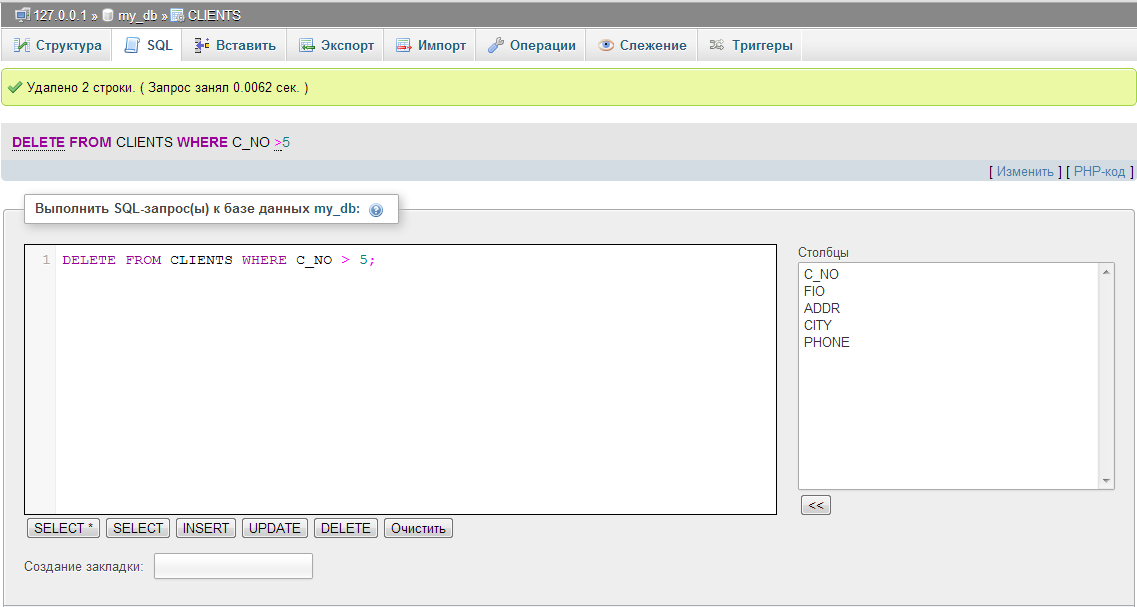 127.0.0.1 » my_db » CLIENTS
Структура SQL Вставить Экспорт Импорт Операции Слежение Триггеры
Удалено 2 строки. ( Запрос занял 0.0062 сек. )
DELETE FROM CLIENTS WHERE C_NO >5
[ Изменить ] [ PHP-код ]
Выполнить SQL-запрос(ы) к базе данных my_db:
1 DELETE FROM CLIENTS WHERE C_NO > 5;
Столбцы
C_NO
FIO
ADDR
CITY
PHONE
<<
SELECT * SELECT INSERT UPDATE DELETE Очистить
Создание закладки: